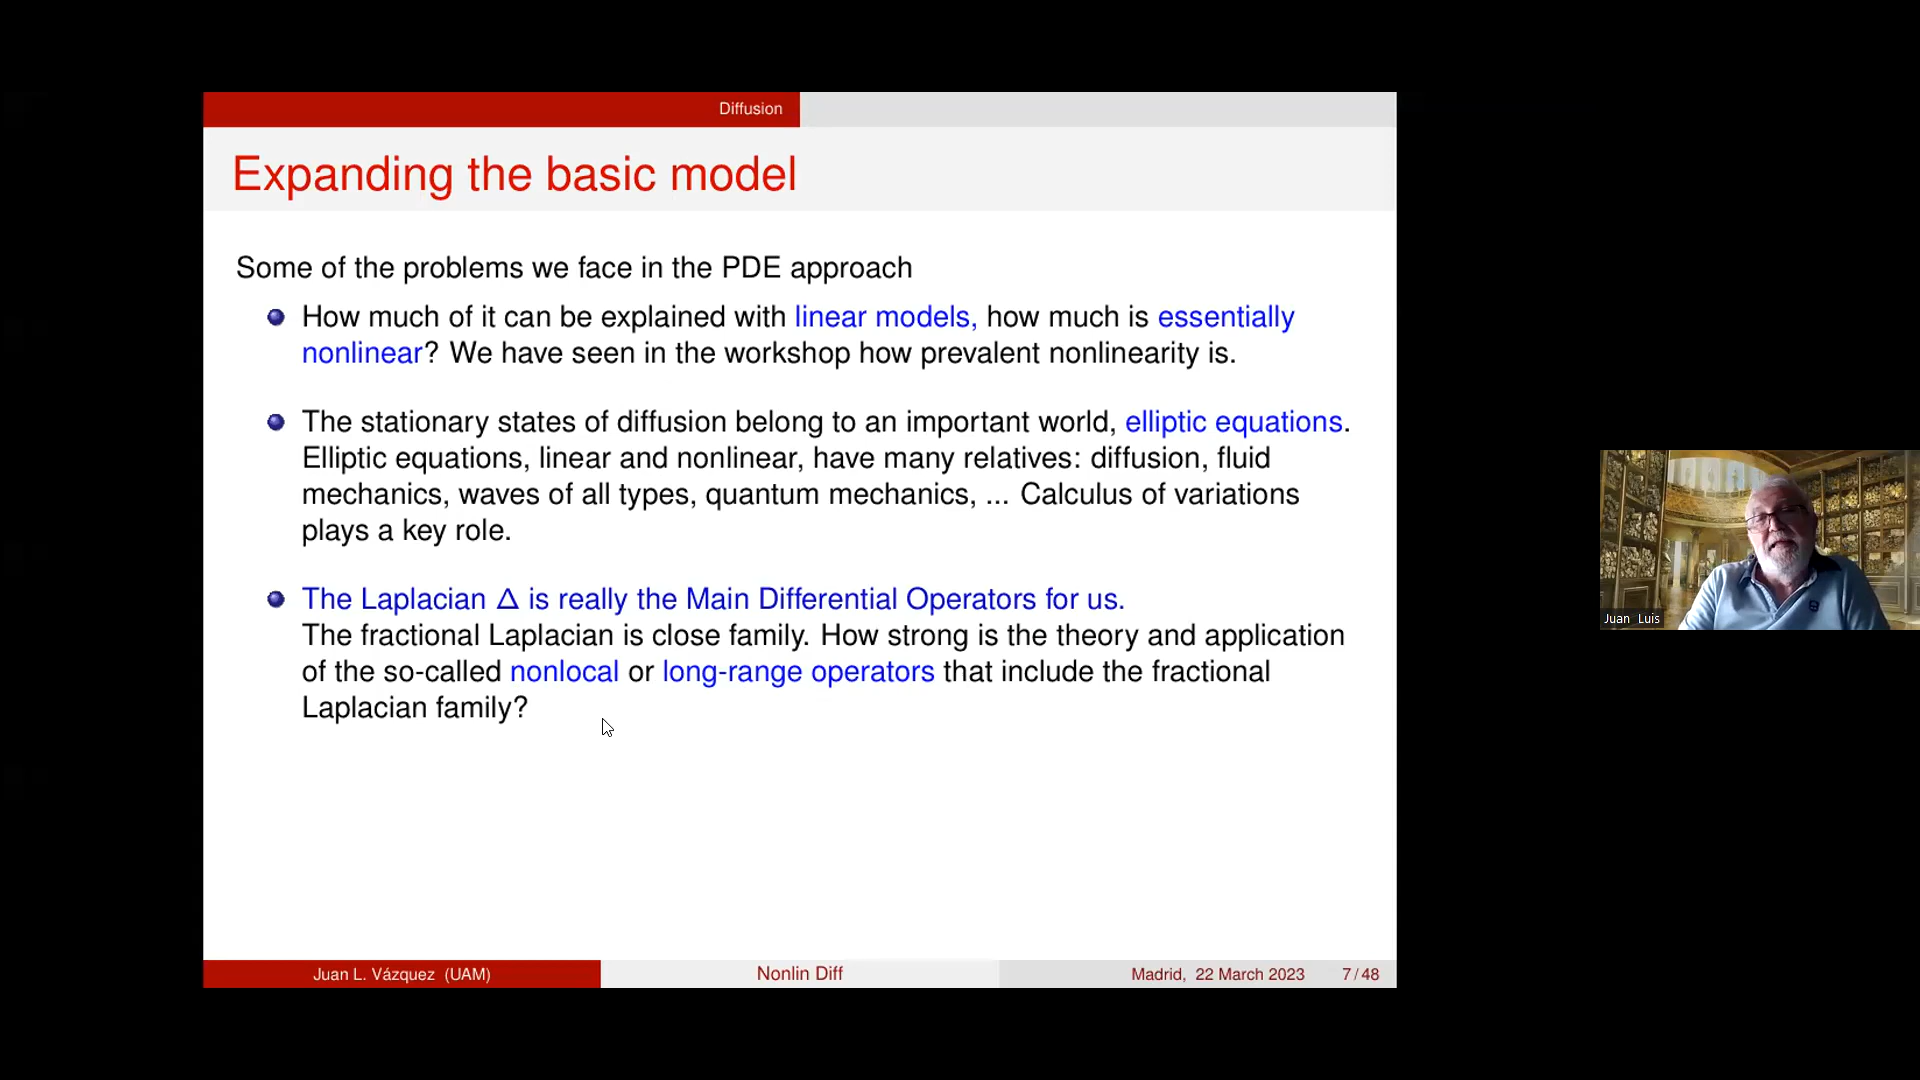 Diffusion
Expanding the basic model
Some of the problems we face in the PDE approach
How much of it can be explained with linear models, how much is essentially
nonlinear? We have seen in the workshop how prevalent nonlinearity is.
The stationary states of diffusion belong to an important world, elliptic equations.
Elliptic equations, linear and nonlinear, have many relatives: diffusion, fluid
mechanics, waves of all types, quantum mechanics, ... Calculus of variations
plays a key role.
The Laplacian Δ is really the Main Differential Operators for us.
The fractional Laplacian is close family. How strong is the theory and application
of the so-called nonlocal or long-range operators that include the fractional
Laplacian family?
Juan Luis
Juan L. Vázquez (UAM)
Nonlin Diff
Madrid, 22 March 2023
7 / 48